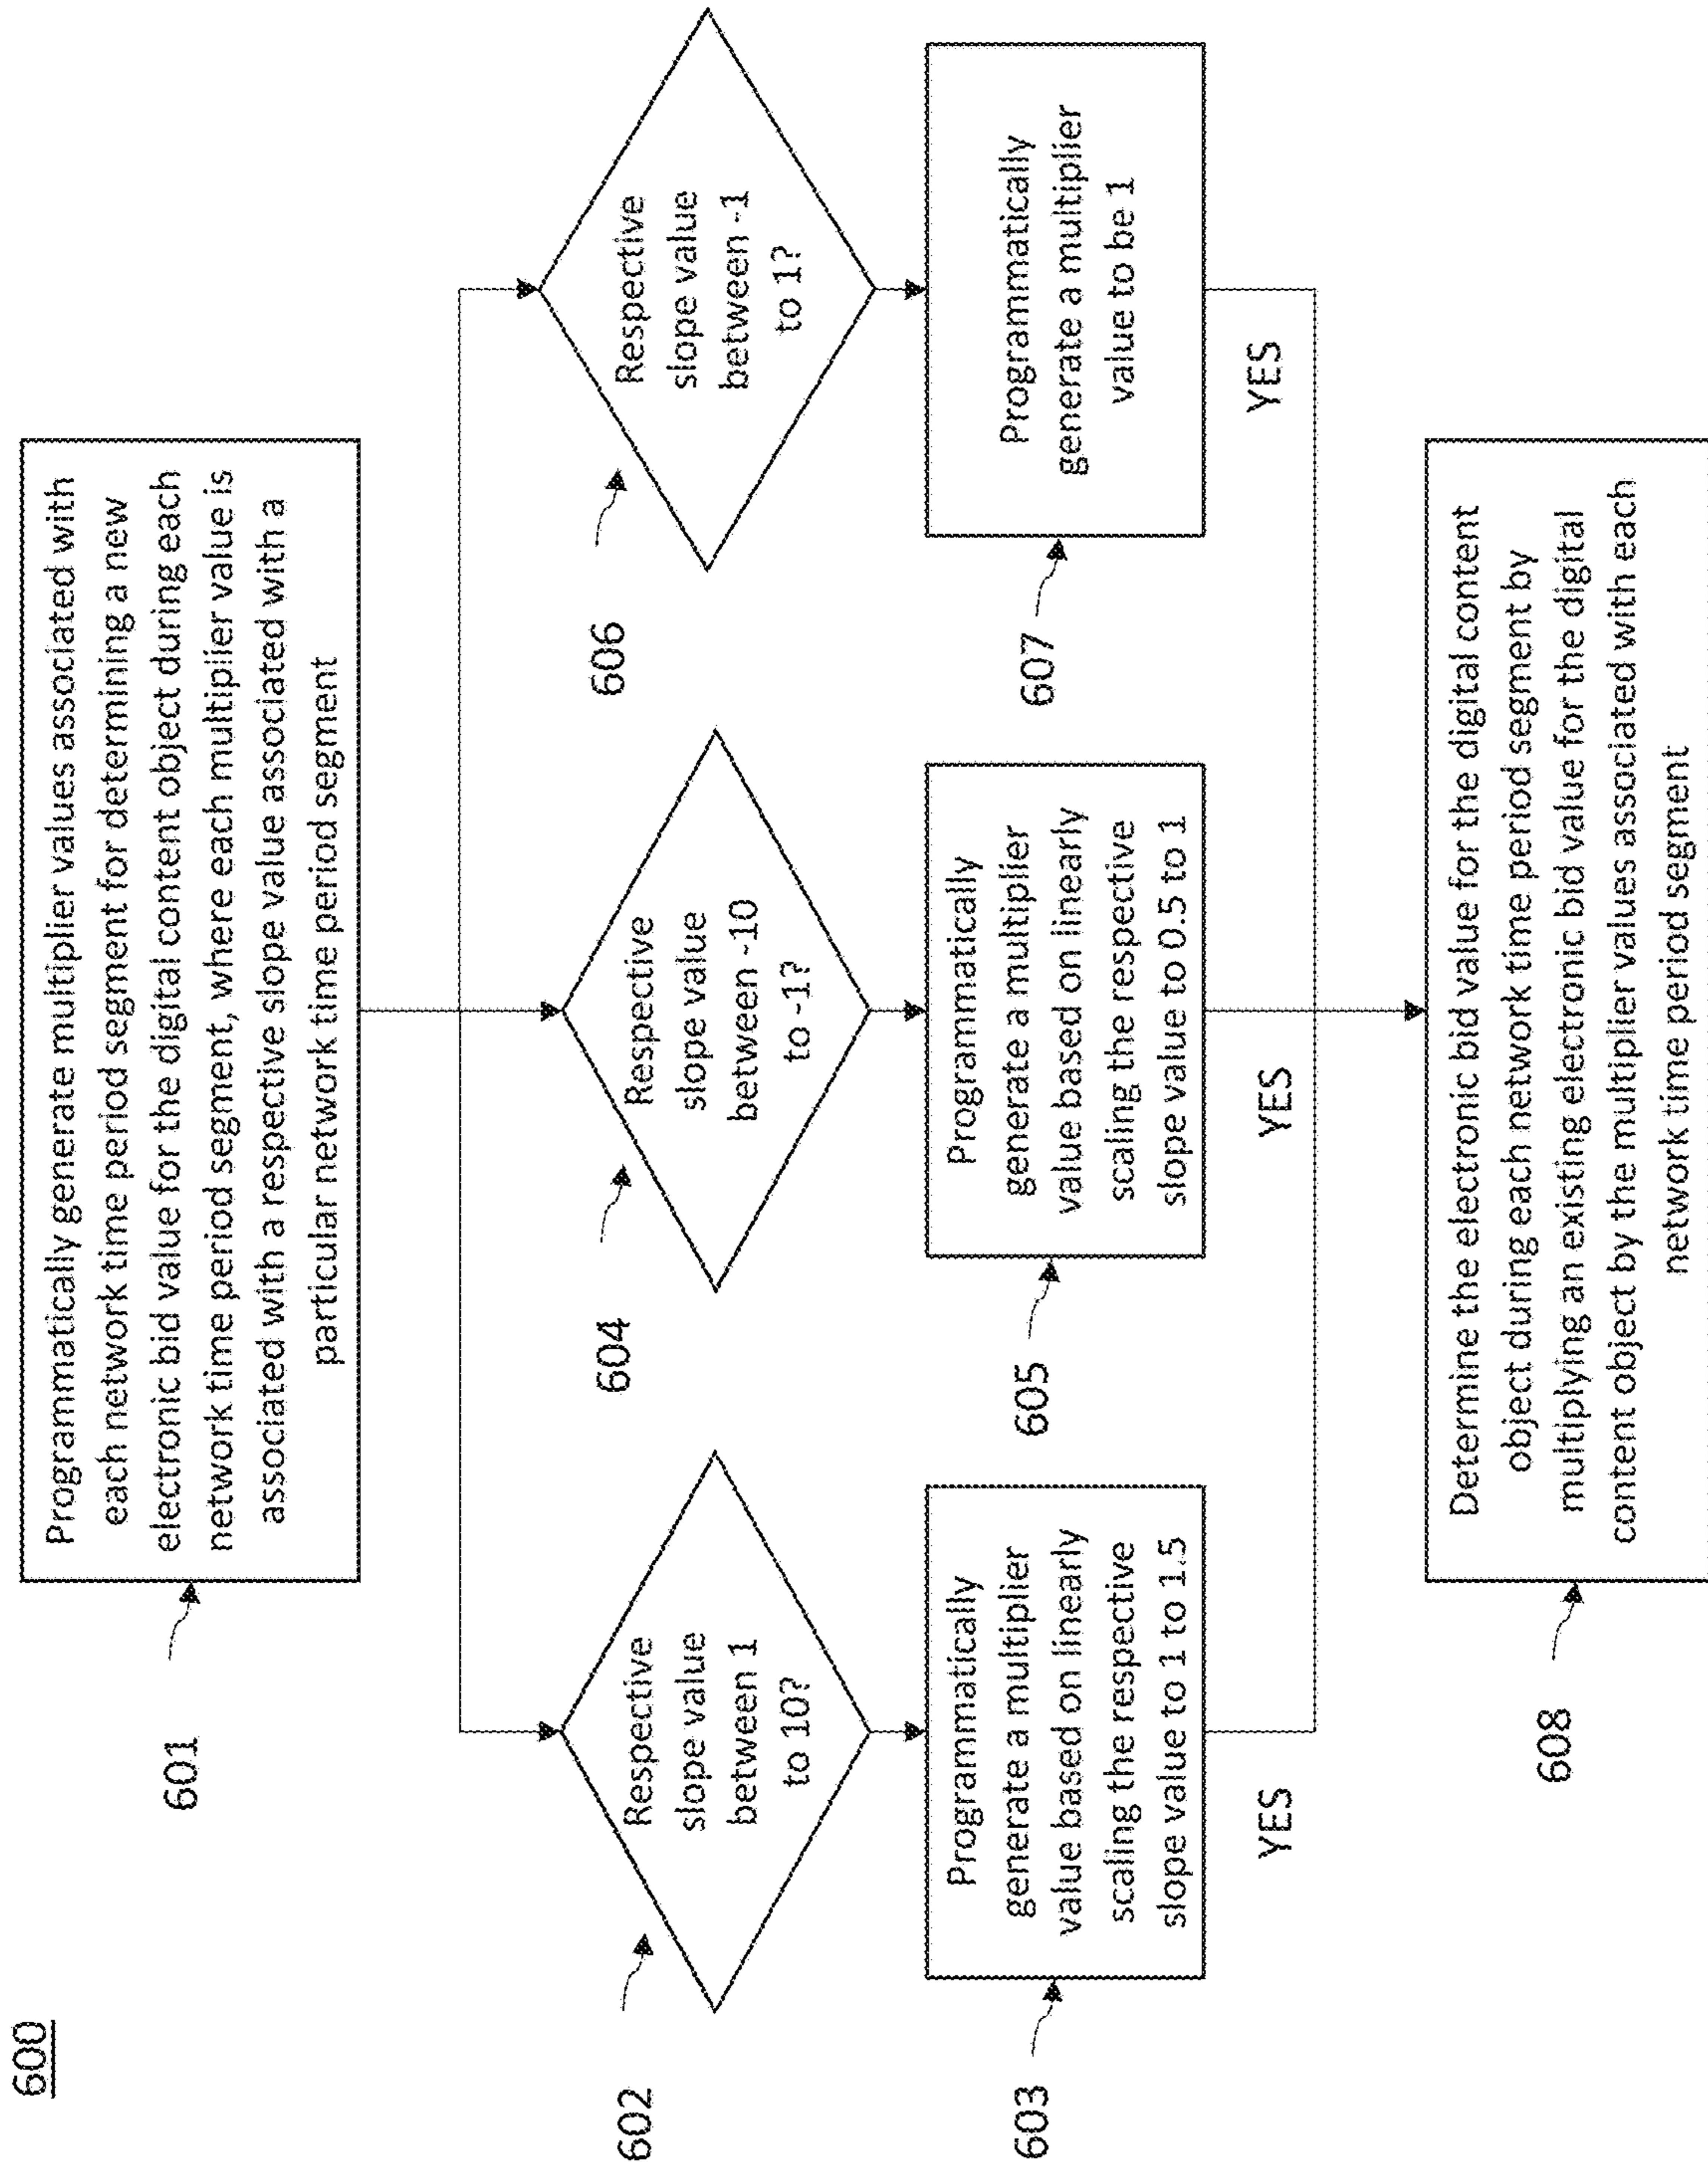 600
601
Programmatically generate multiplier values associated with
each network time period segment for determining a new
electronic bid value for the digital content object during each
network time period segment, where each multiplier value is
associated with a respective slope value associated with a
particular network time period segment
602
Respective
slope value
between 1
to 10?
604
Respective
slope value
between -10
to -1?
606
Respective
slope value
between -1
to 1?
603
Programmatically
generate a multiplier
value based on linearly
scaling the respective
slope value to 1 to 1.5
605
Programmatically
generate a multiplier
value based on linearly
scaling the respective
slope value to 0.5 to 1
607
Programmatically
generate a multiplier
value to be 1
YES
YES
YES
608
Determine the electronic bid value for the digital content
object during each network time period segment by
multiplying an existing electronic bid value for the digital
content object by the multiplier values associated with each
network time period segment